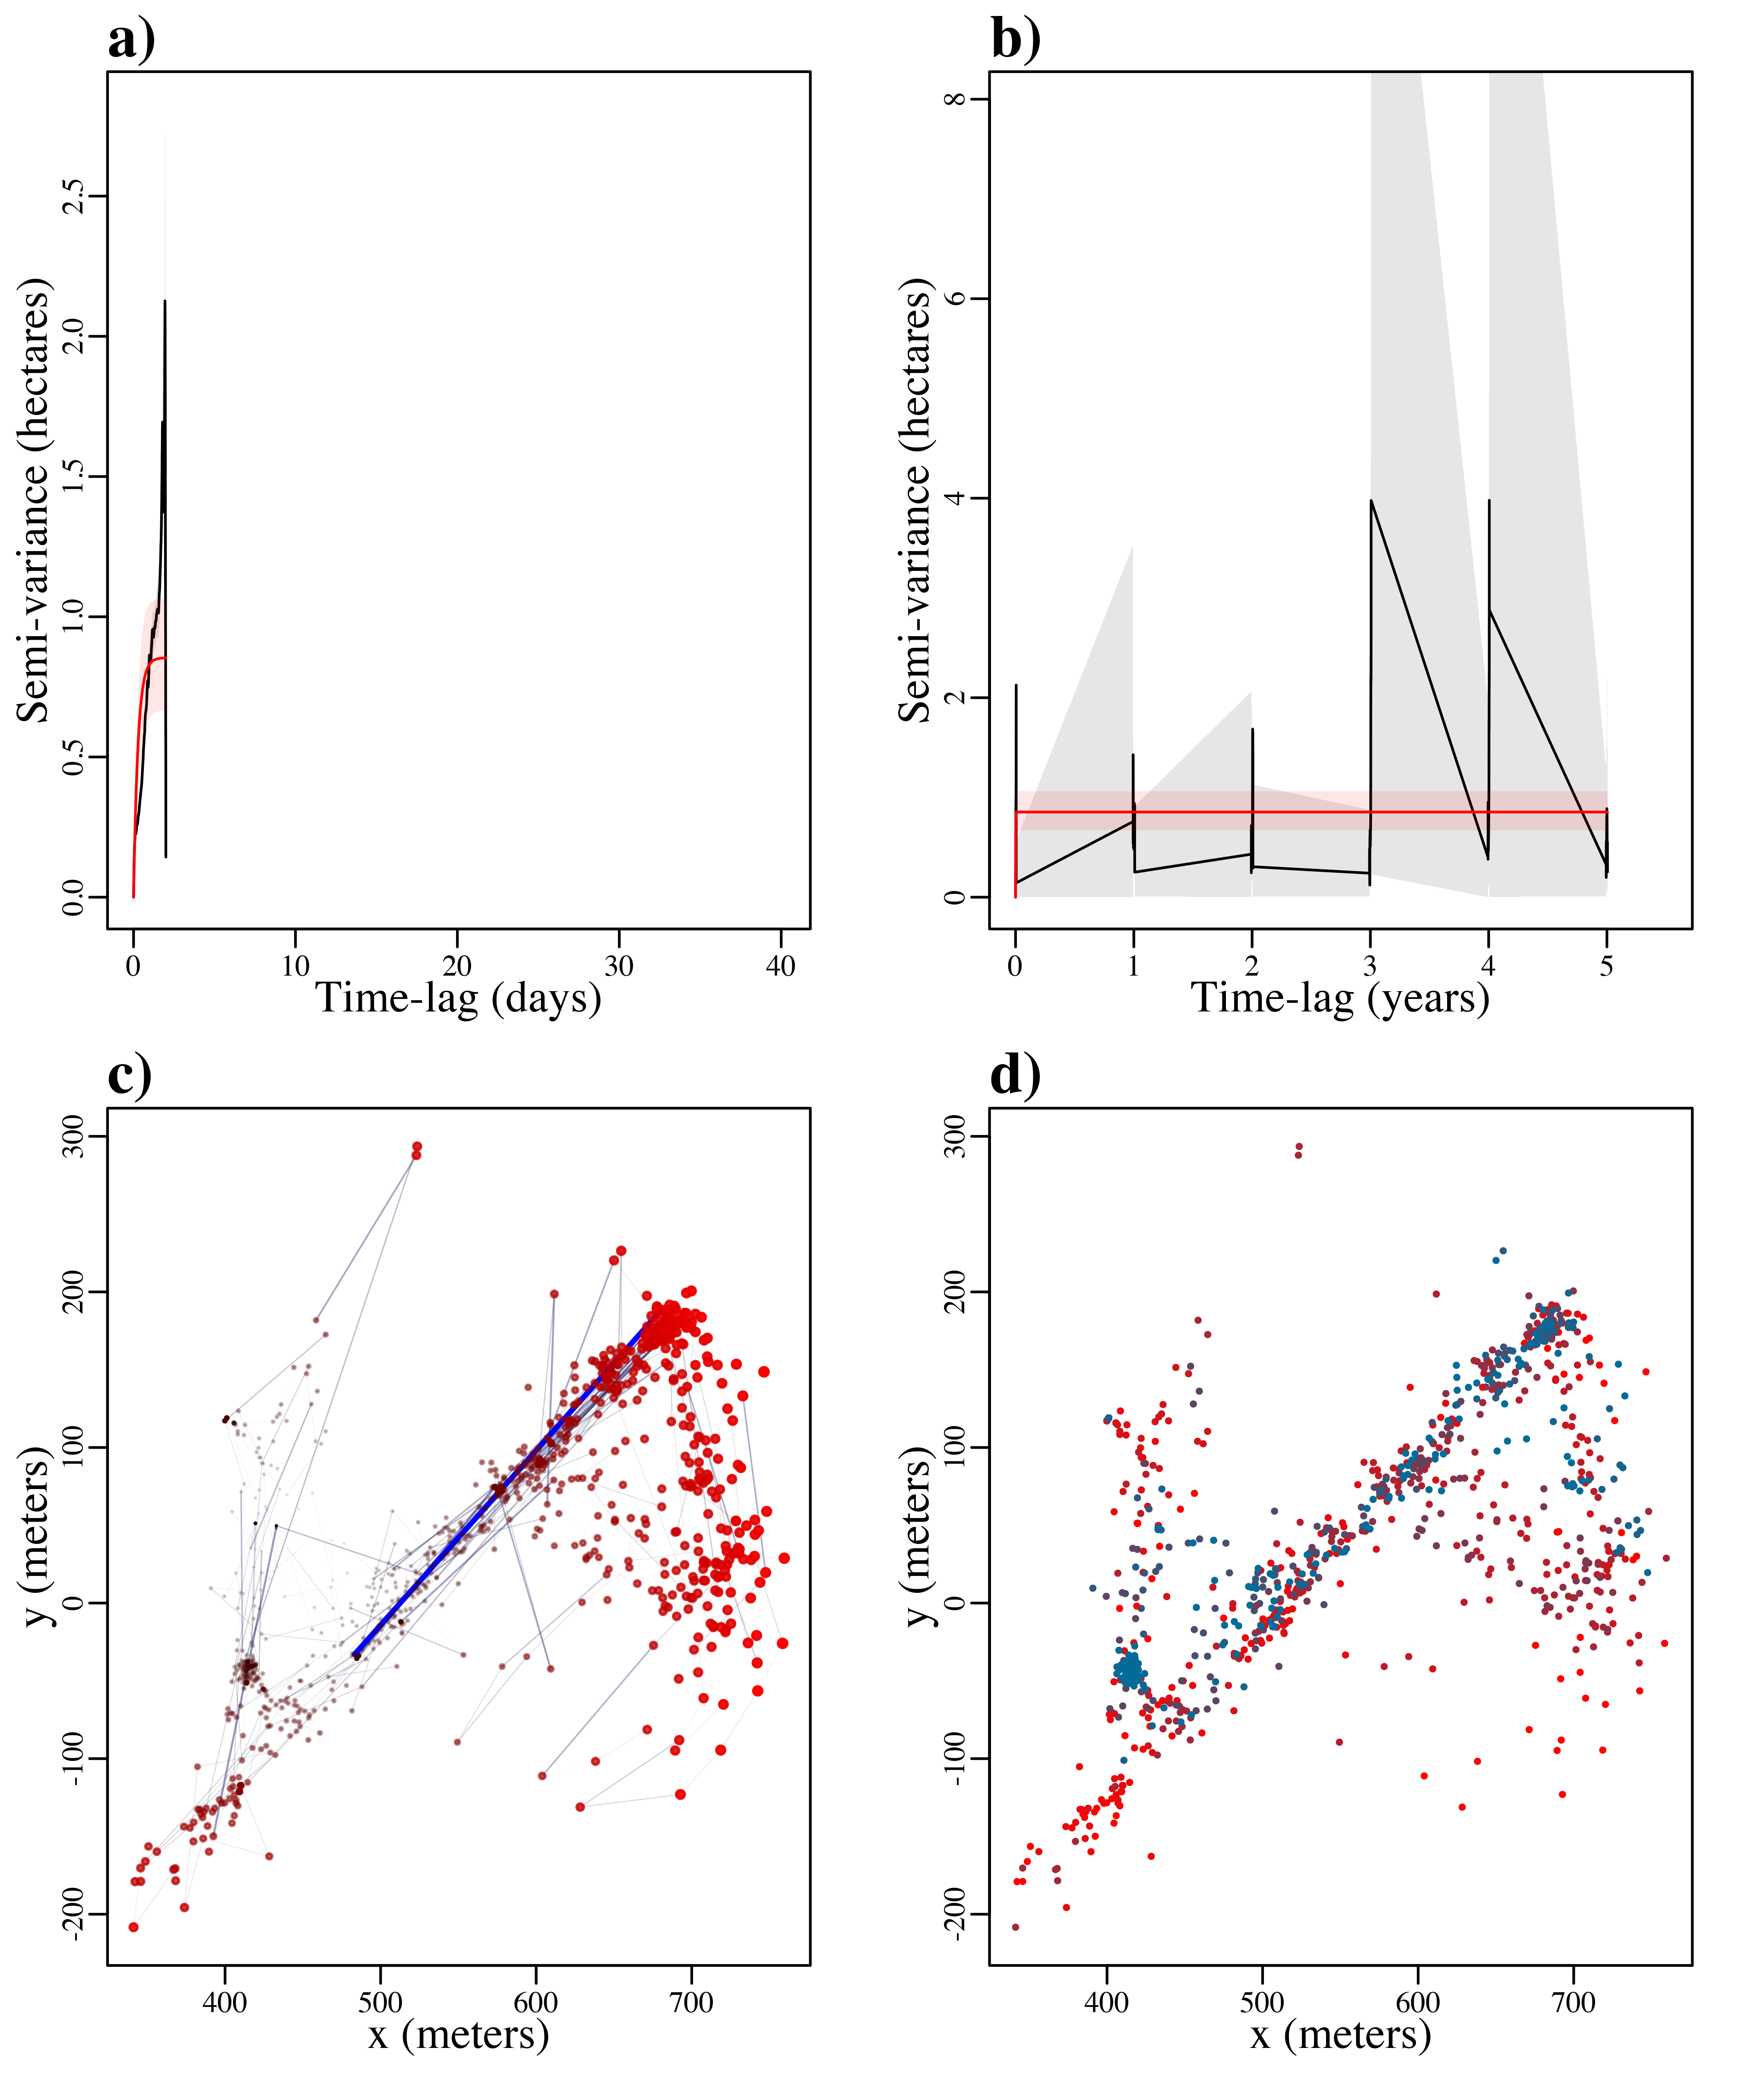 a)
Semi-variance (hectares)
2.5
2.0
1.5
1.0
0.5
0.0
0 10 20 30 40
Time-lag (days)
b)
Semi-variance (hectares)
8
6
4
2
0
0 1 2 3 4 5
Time-lag (years)
c)
y (meters)
300
200
100
0
-100
-200
400 500 600 700
x (meters)
d)
y (meters)
300
200
100
0
-100
-200
400 500 600 700
x (meters)